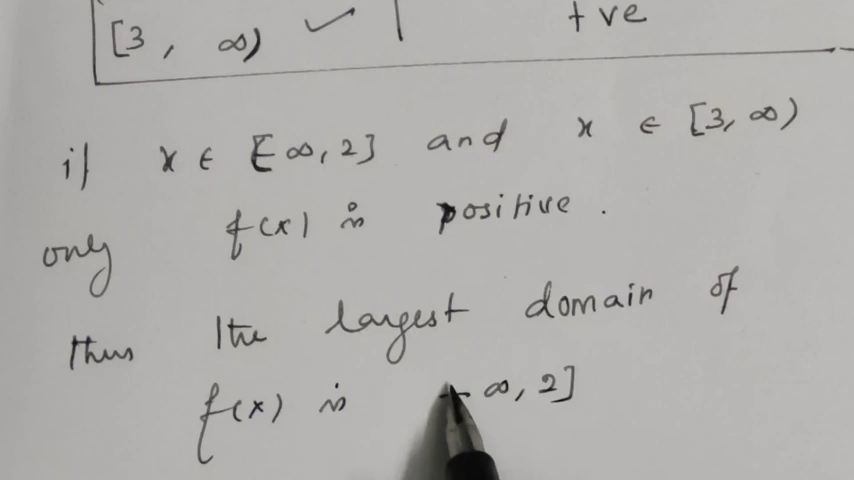 [3, ∞) ✓ | +ve
if x ∈ [-∞, 2] and x ∈ [3, ∞)
only f(x) is positive.
thus the largest domain of
f(x) is -∞, 2]